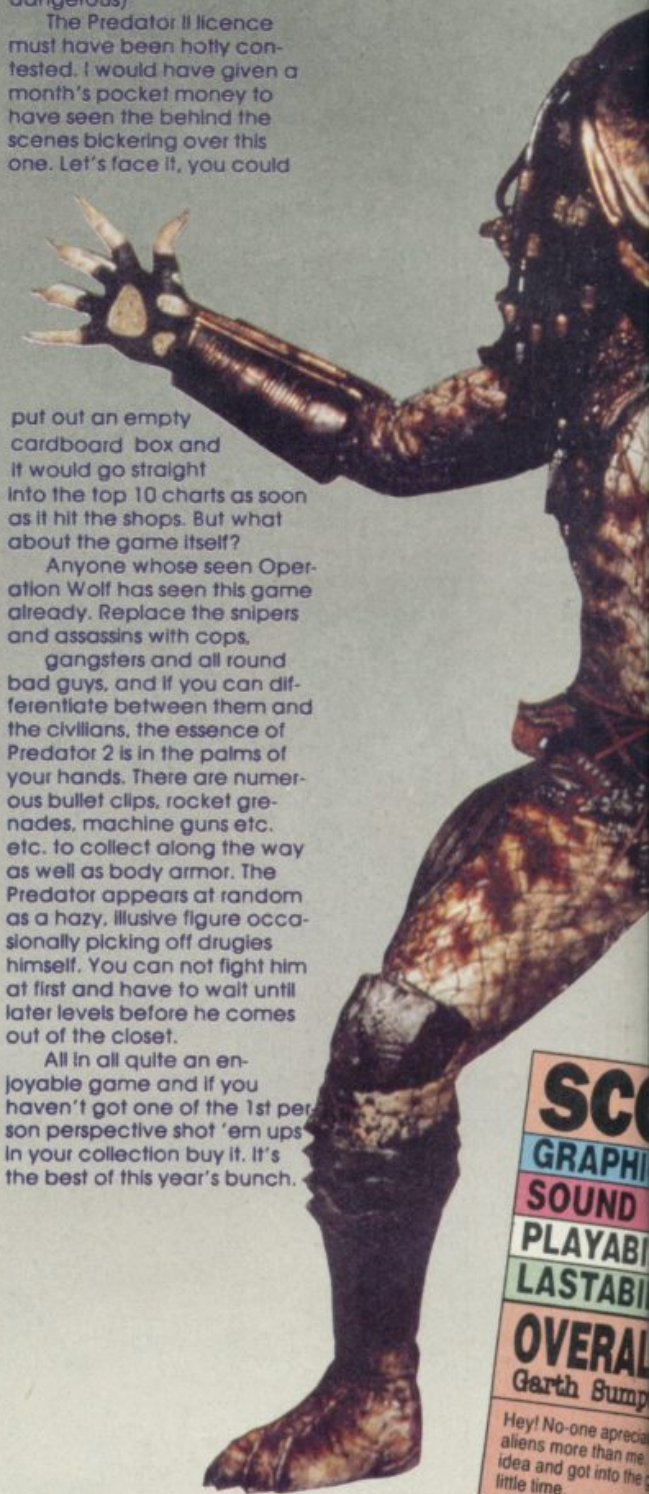 dangerous)
The Predator II licence
must have been hotly con-
tested. I would have given a
month's pocket money to
have seen the behind the
scenes bickering over this
one. Let's face it, you could
put out an empty
cardboard box and
it would go straight
into the top 10 charts as soon
as it hit the shops. But what
about the game itself?
Anyone whose seen Oper-
ation Wolf has seen this game
already. Replace the snipers
and assassins with cops,
gangsters and all round
bad guys, and if you can dif-
ferentiate between them and
the civilians, the essence of
Predator 2 is in the palms of
your hands. There are numer-
ous bullet clips, rocket gre-
nades, machine guns etc.
etc. to collect along the way
as well as body armor. The
Predator appears at random
as a hazy, illusive figure occa-
sionally picking off drugies
himself. You can not fight him
at first and have to wait until
later levels before he comes
out of the closet.
All in all quite an en-
joyable game and if you
haven't got one of the 1st per-
son perspective shot 'em ups
in your collection buy it. It's
the best of this year's bunch.
SCO
GRAPHI
SOUND
PLAYABI
LASTABI
OVERAL
Garth Sump
Hey! No-one aprecia
aliens more than me
idea and got into the
little time.